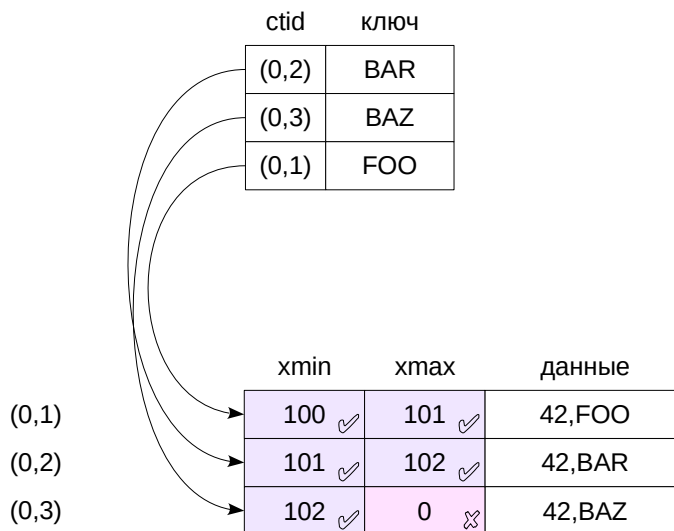 ctid ключ
(0,2) BAR
(0,3) BAZ
(0,1) FOO
xmin xmax данные
(0,1) 100 101 42,FOO
(0,2) 101 102 42,BAR
(0,3) 102 0 42,BAZ